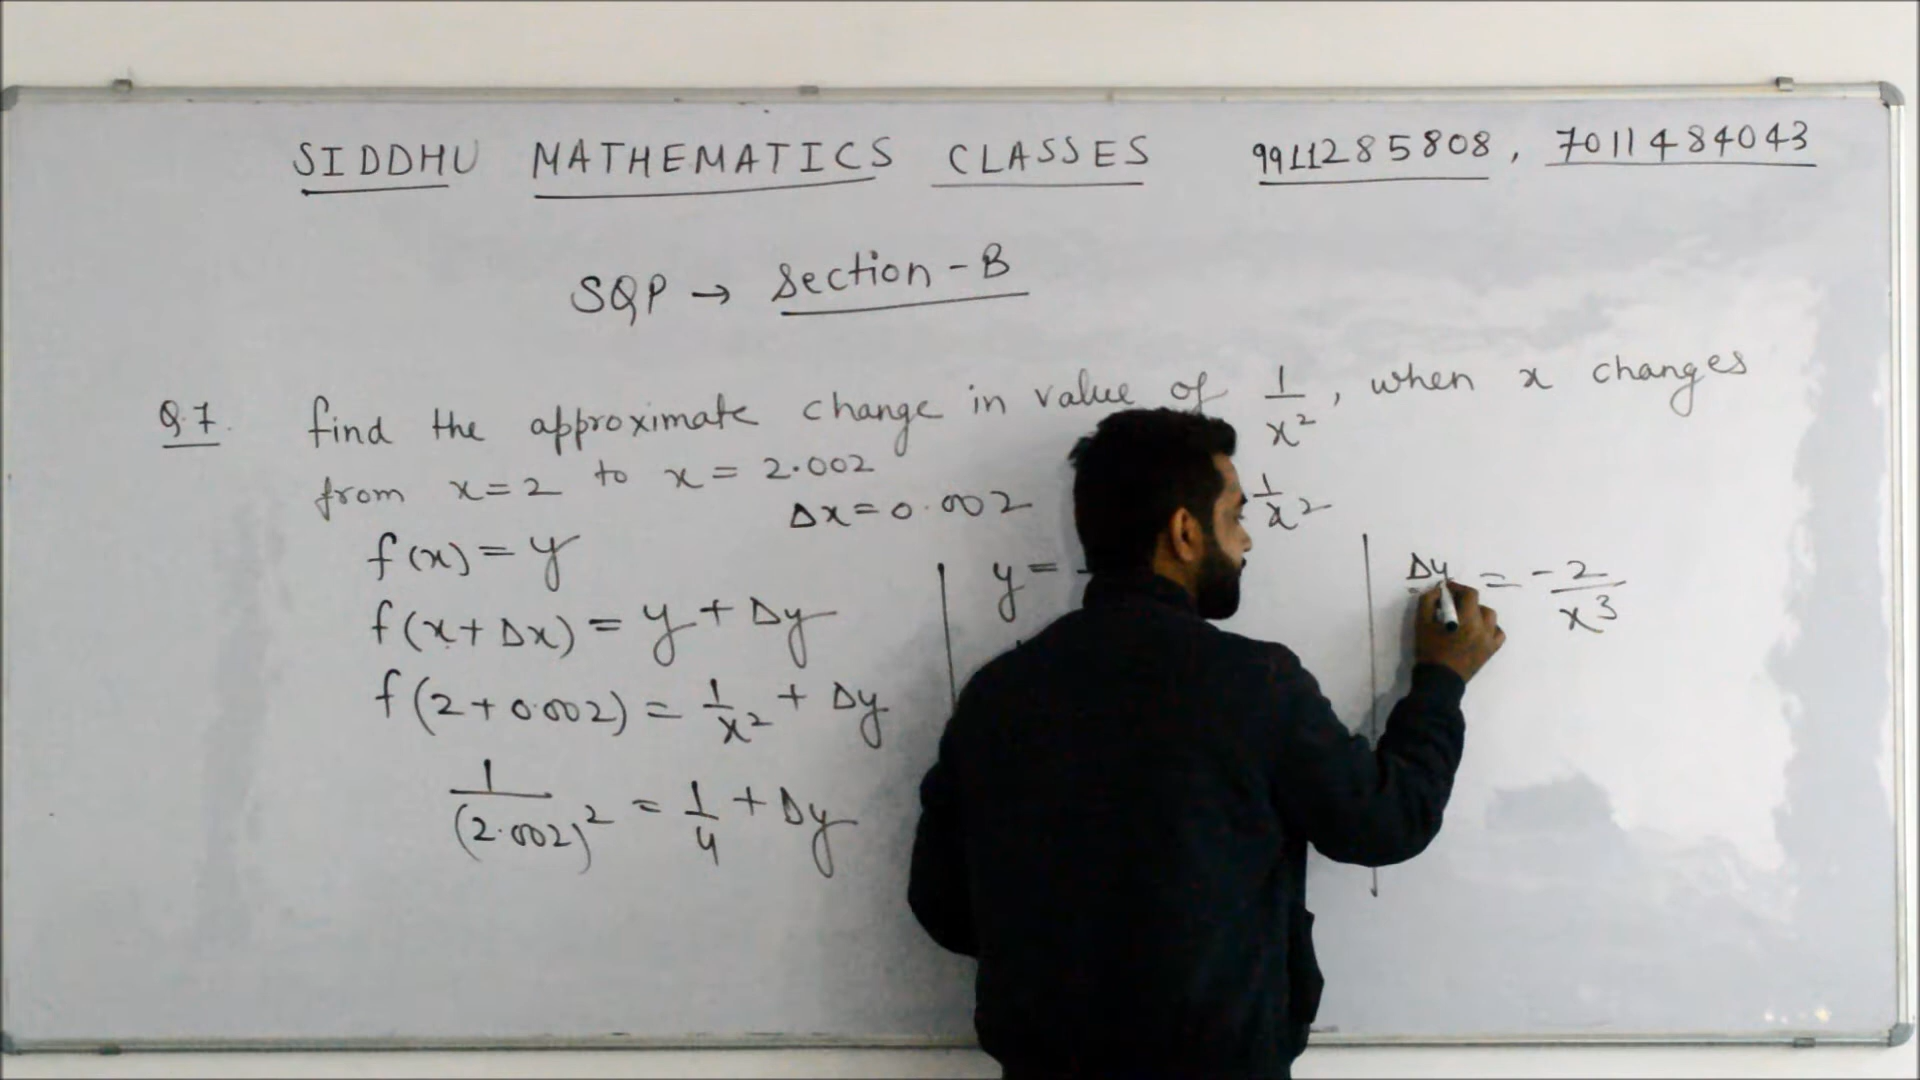 SIDDHU MATHEMATICS CLASSES 9911285808, 7011484043
SQP → Section-B
Q.7. find the approximate change in value of 1/x², when x changes
from x=2 to x=2.002
Δx=0.002
1/x²
f(x)=y
f(x+Δx)=y+Δy
f(2+0.002)=1/x²+Δy
1/(2.002)²=1/4+Δy
y=
Δy = -2/x³